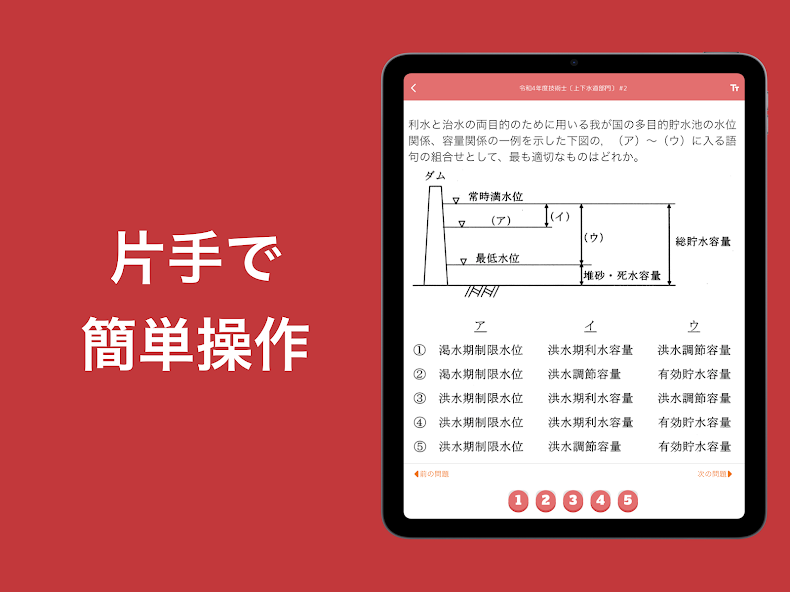 片手で
簡単操作
令和4年度技術士〔上下水道部門〕 #2
TT
利水と治水の両目的のために用いる我が国の多目的貯水池の水位
関係、容量関係の一例を示した下図の，（ア）～（ウ）に入る語
句の組合せとして、最も適切なものはどれか。
ダム
常時満水位
（ア）
（イ）
（ウ）
総貯水容量
最低水位
堆砂・死水容量
ア イ ウ
① 渇水期制限水位 洪水期利水容量 洪水調節容量
② 渇水期制限水位 洪水調節容量 有効貯水容量
③ 洪水期制限水位 洪水期利水容量 洪水調節容量
④ 洪水期制限水位 洪水期利水容量 有効貯水容量
⑤ 洪水期制限水位 洪水調節容量 有効貯水容量
前の問題 次の問題
1 2 3 4 5